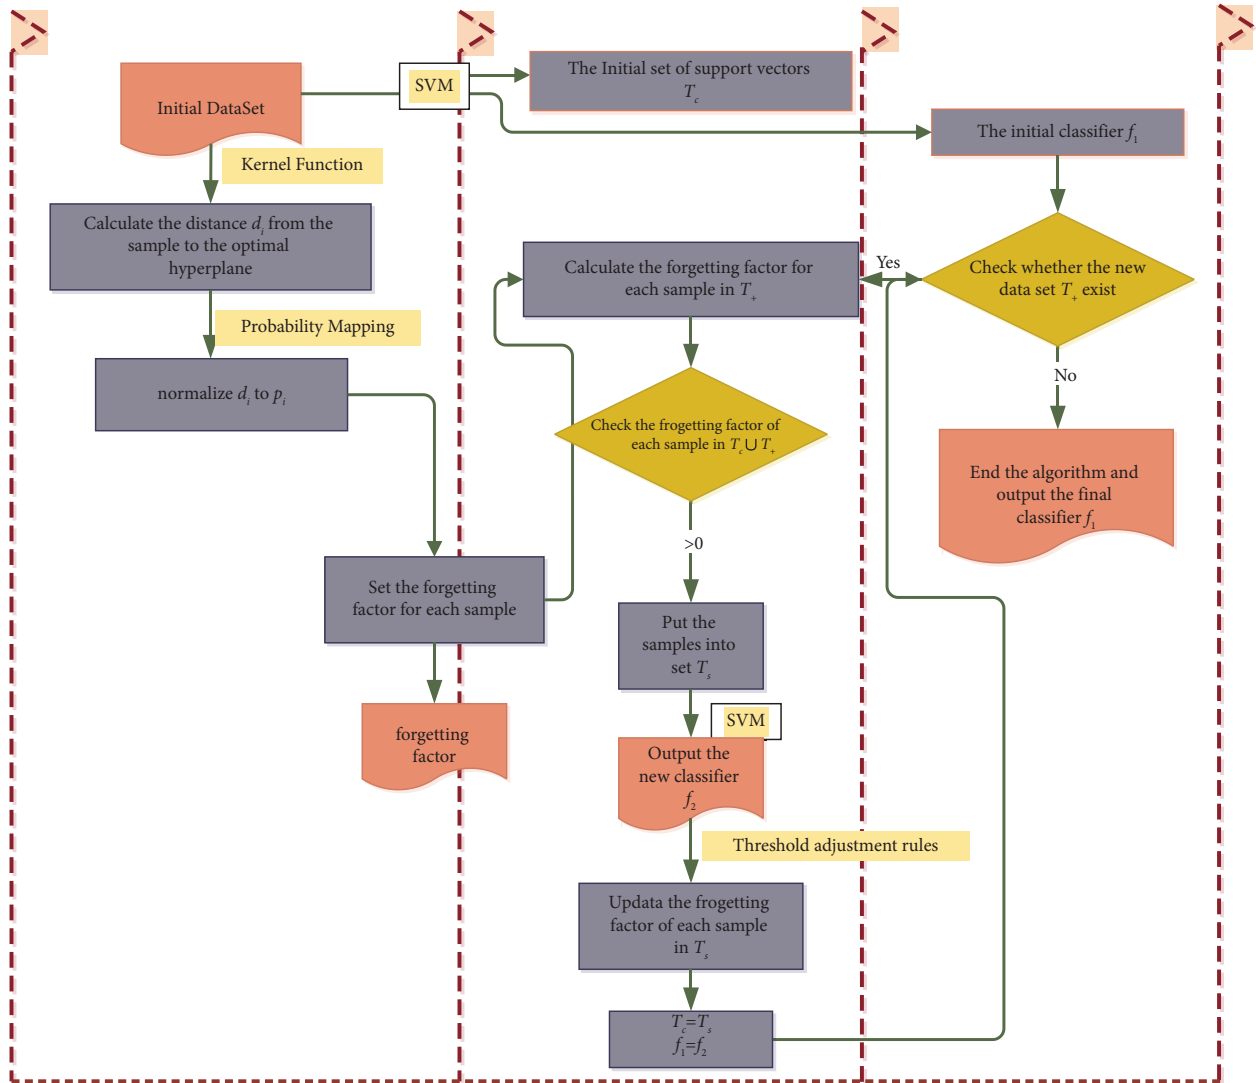 Initial DataSet
SVM
The Initial set of support vectors
T_c
The initial classifier f_1
Kernel Function
Calculate the distance d_i from the
sample to the optimal
hyperplane
Probability Mapping
normalize d_i to p_i
Set the forgetting
factor for each sample
forgetting
factor
Calculate the forgetting factor for
each sample in T_+
Yes
Check whether the new
data set T_+ exist
No
End the algorithm and
output the final
classifier f_1
Check the frogetting factor of
each sample in T_c ∪ T_+
>0
Put the
samples into
set T_s
SVM
Output the
new classifier
f_2
Threshold adjustment rules
Updata the frogetting
factor of each sample
in T_s
T_c=T_s
f_1=f_2